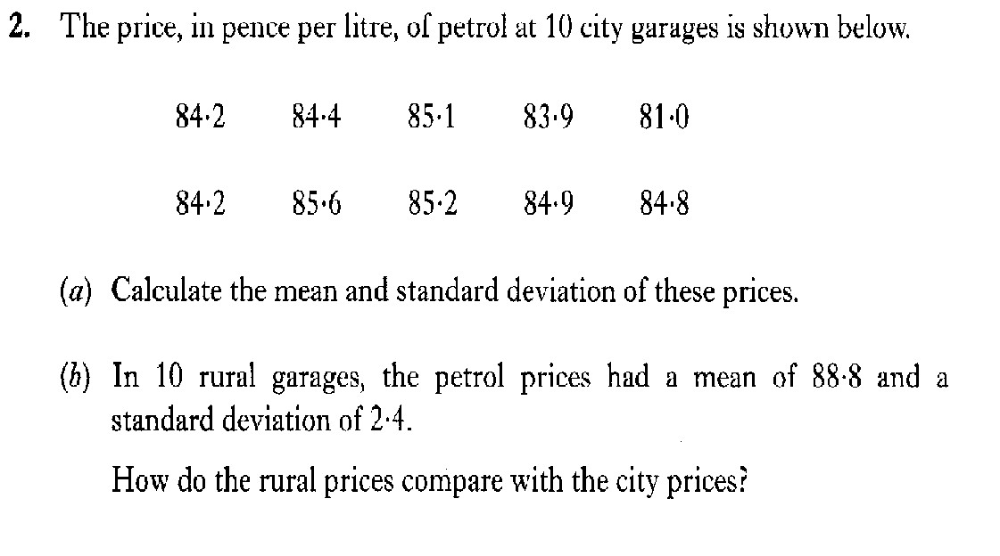 2. The price, in pence per litre, of petrol at 10 city garages is shown below.
84·2 84·4 85·1 83·9 81·0
84·2 85·6 85·2 84·9 84·8
(a) Calculate the mean and standard deviation of these prices.
(b) In 10 rural garages, the petrol prices had a mean of 88·8 and a
standard deviation of 2·4.
How do the rural prices compare with the city prices?